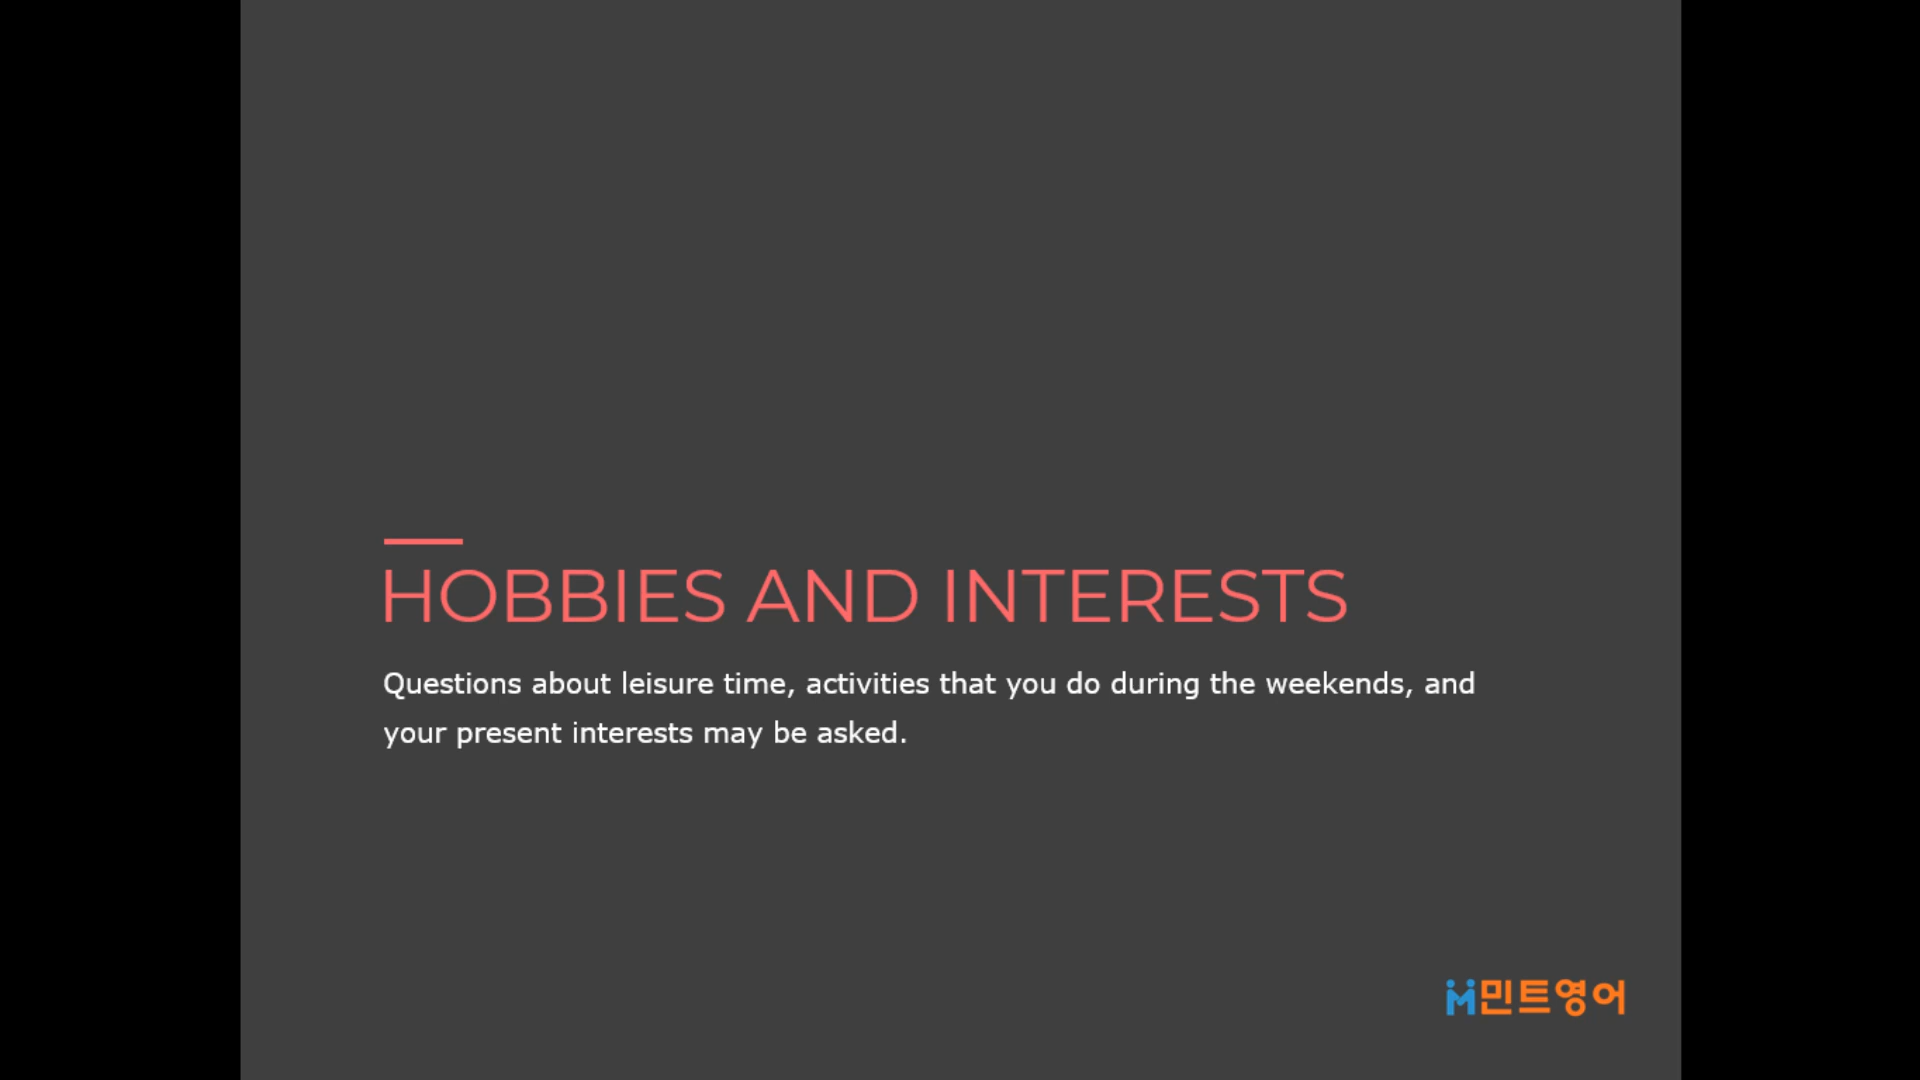 HOBBIES AND INTERESTS
Questions about leisure time, activities that you do during the weekends, and
your present interests may be asked.
민트영어